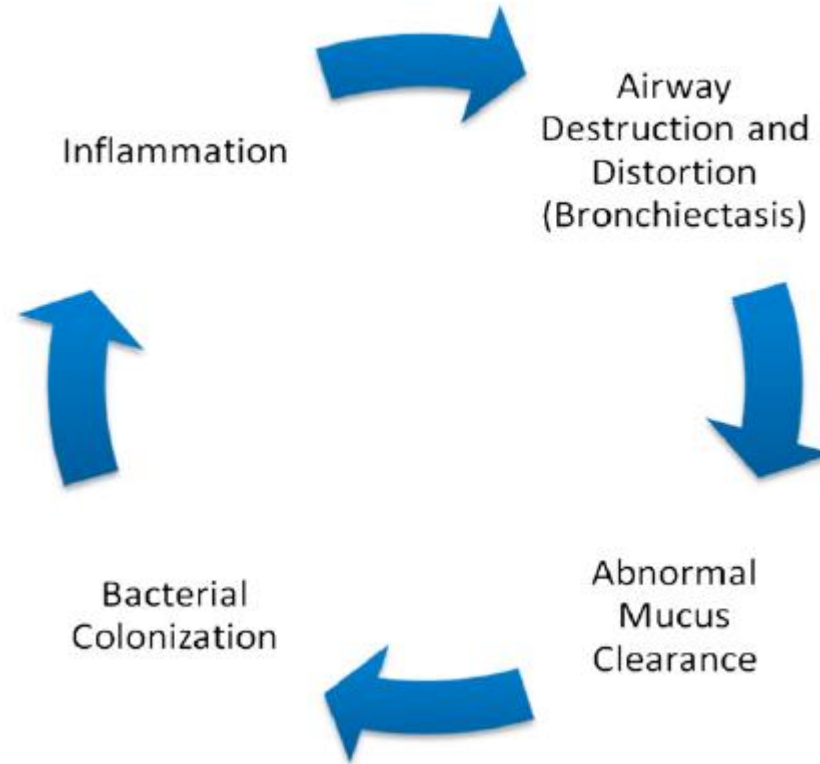 Inflammation
Airway
Destruction and
Distortion
(Bronchiectasis)
Abnormal
Mucus
Clearance
Bacterial
Colonization